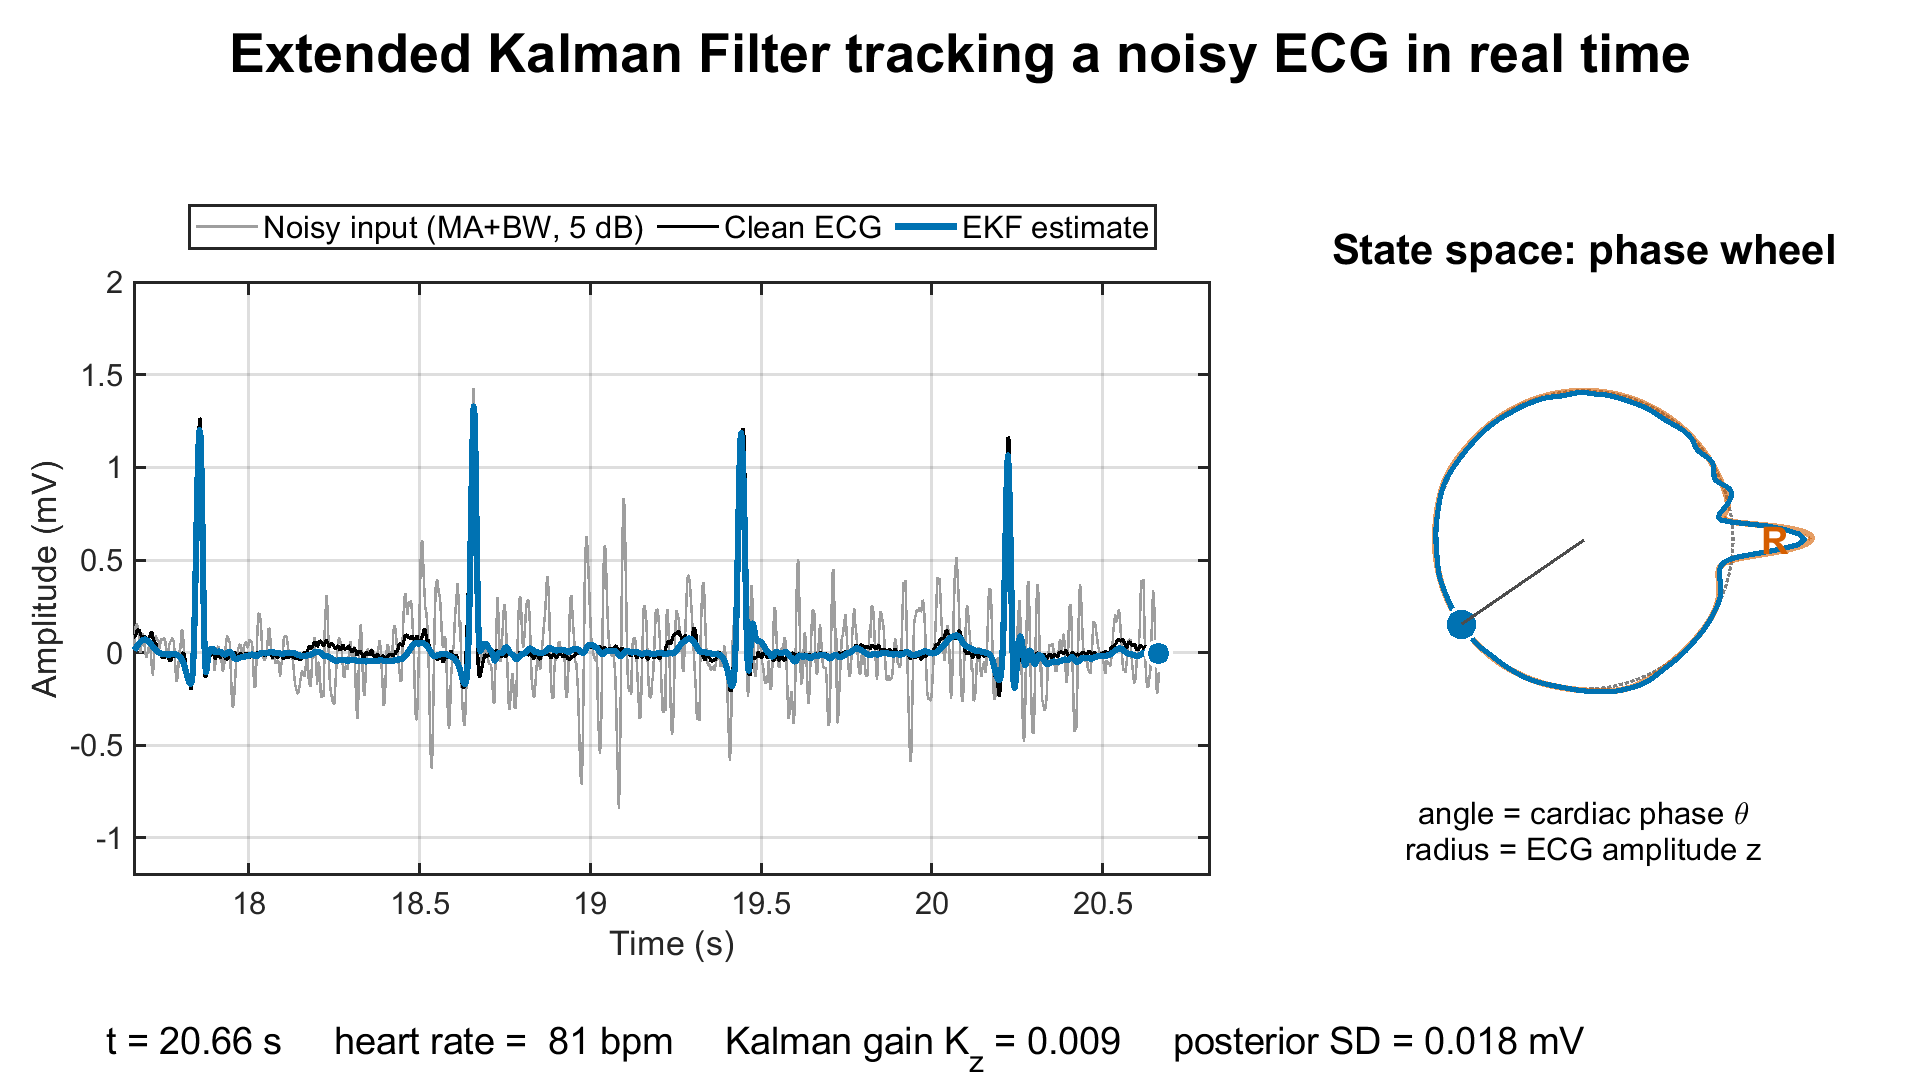 Extended Kalman Filter tracking a noisy ECG in real time
Noisy input (MA+BW, 5 dB) Clean ECG EKF estimate
State space: phase wheel
2
1.5
1
0.5
0
-0.5
-1
Amplitude (mV)
18 18.5 19 19.5 20 20.5
Time (s)
R
angle = cardiac phase θ
radius = ECG amplitude z
t = 20.66 s heart rate = 81 bpm Kalman gain K_z = 0.009 posterior SD = 0.018 mV